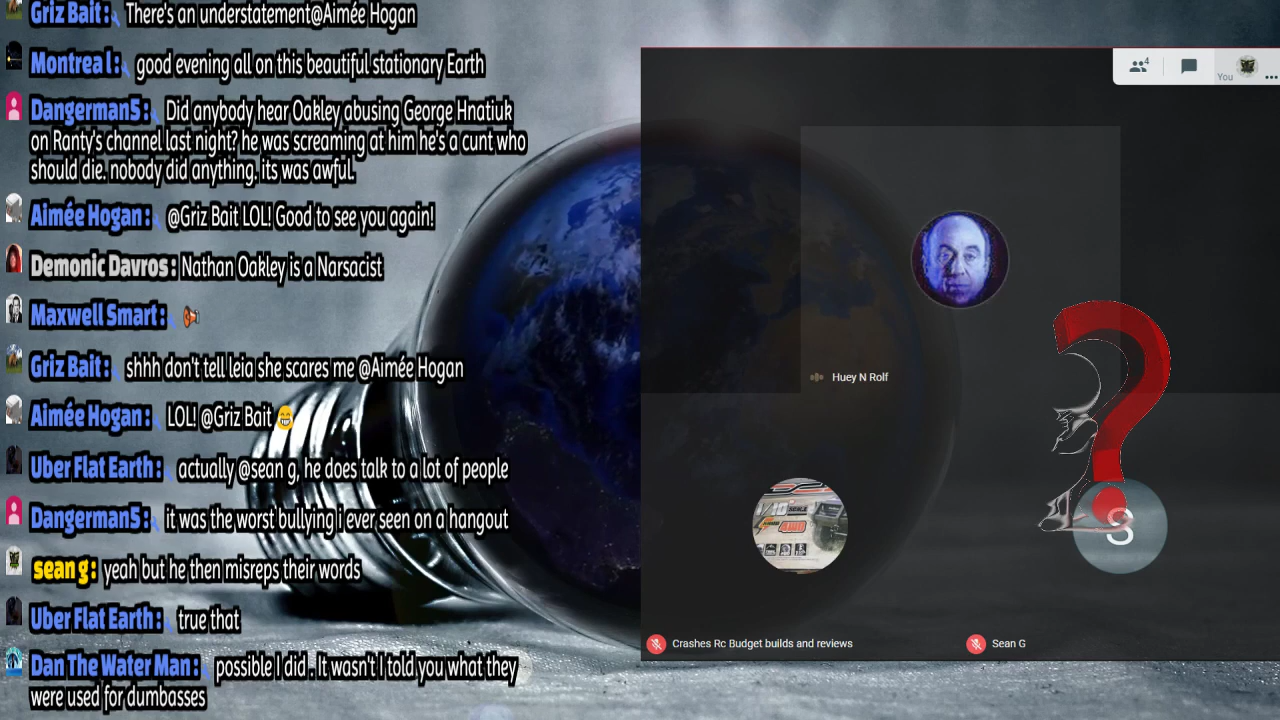 Griz Bait: There's an understatement@Aimée Hogan
Montrea l: good evening all on this beautiful stationary Earth
Dangerman5: Did anybody hear Oakley abusing George Hnatiuk
on Ranty's channel last night? he was screaming at him he's a cunt who
should die. nobody did anything. its was awful.
Aimée Hogan: @Griz Bait LOL! Good to see you again!
Demonic Davros: Nathan Oakley is a Narsacist
Maxwell Smart:
Griz Bait: shhh don't tell leia she scares me @Aimée Hogan
Aimée Hogan: LOL! @Griz Bait
Uber Flat Earth: actually @sean g, he does talk to a lot of people
Dangerman5: it was the worst bullying i ever seen on a hangout
sean g: yeah but he then misreps their words
Uber Flat Earth: true that
Dan The Water Man: possible I did . It wasn't I told you what they
were used for dumbasses
4
You
Huey N Rolf
?
S
Crashes Rc Budget builds and reviews
Sean G